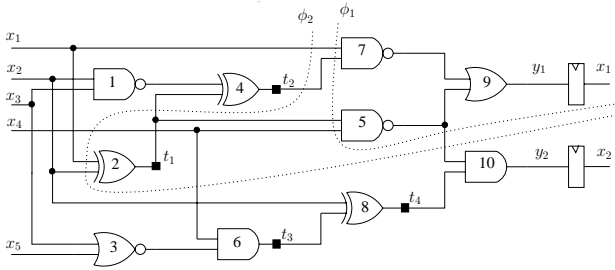 ϕ₂ ϕ₁
x₁ 7
x₂ 1 4 t₂ 9 y₁ x₁
x₃
x₄ 5
2 t₁ 10 y₂ x₂
8 t₄
x₅ 3 6 t₃